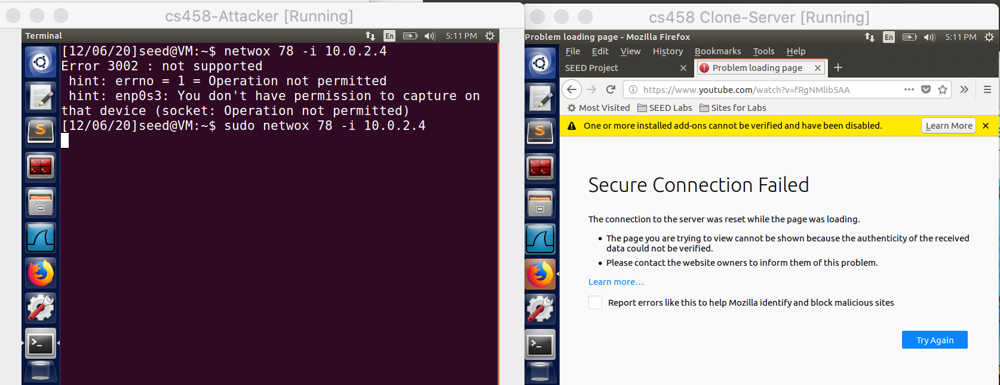 cs458-Attacker [Running]
Terminal
En
5:11 PM
[12/06/20]seed@VM:~$ netwox 78 -i 10.0.2.4
Error 3002 : not supported
 hint: errno = 1 = Operation not permitted
 hint: enp0s3: You don't have permission to capture on
that device (socket: Operation not permitted)
[12/06/20]seed@VM:~$ sudo netwox 78 -i 10.0.2.4
cs458 Clone-Server [Running]
Problem loading page - Mozilla Firefox
En
5:11 PM
File Edit View History Bookmarks Tools Help
SEED Project
Problem loading page
https://www.youtube.com/watch?v=fRgNMlIb5AA
Most Visited SEED Labs Sites for Labs
One or more installed add-ons cannot be verified and have been disabled.
Learn More
Secure Connection Failed
The connection to the server was reset while the page was loading.
• The page you are trying to view cannot be shown because the authenticity of the received
data could not be verified.
• Please contact the website owners to inform them of this problem.
Learn more…
Report errors like this to help Mozilla identify and block malicious sites
Try Again